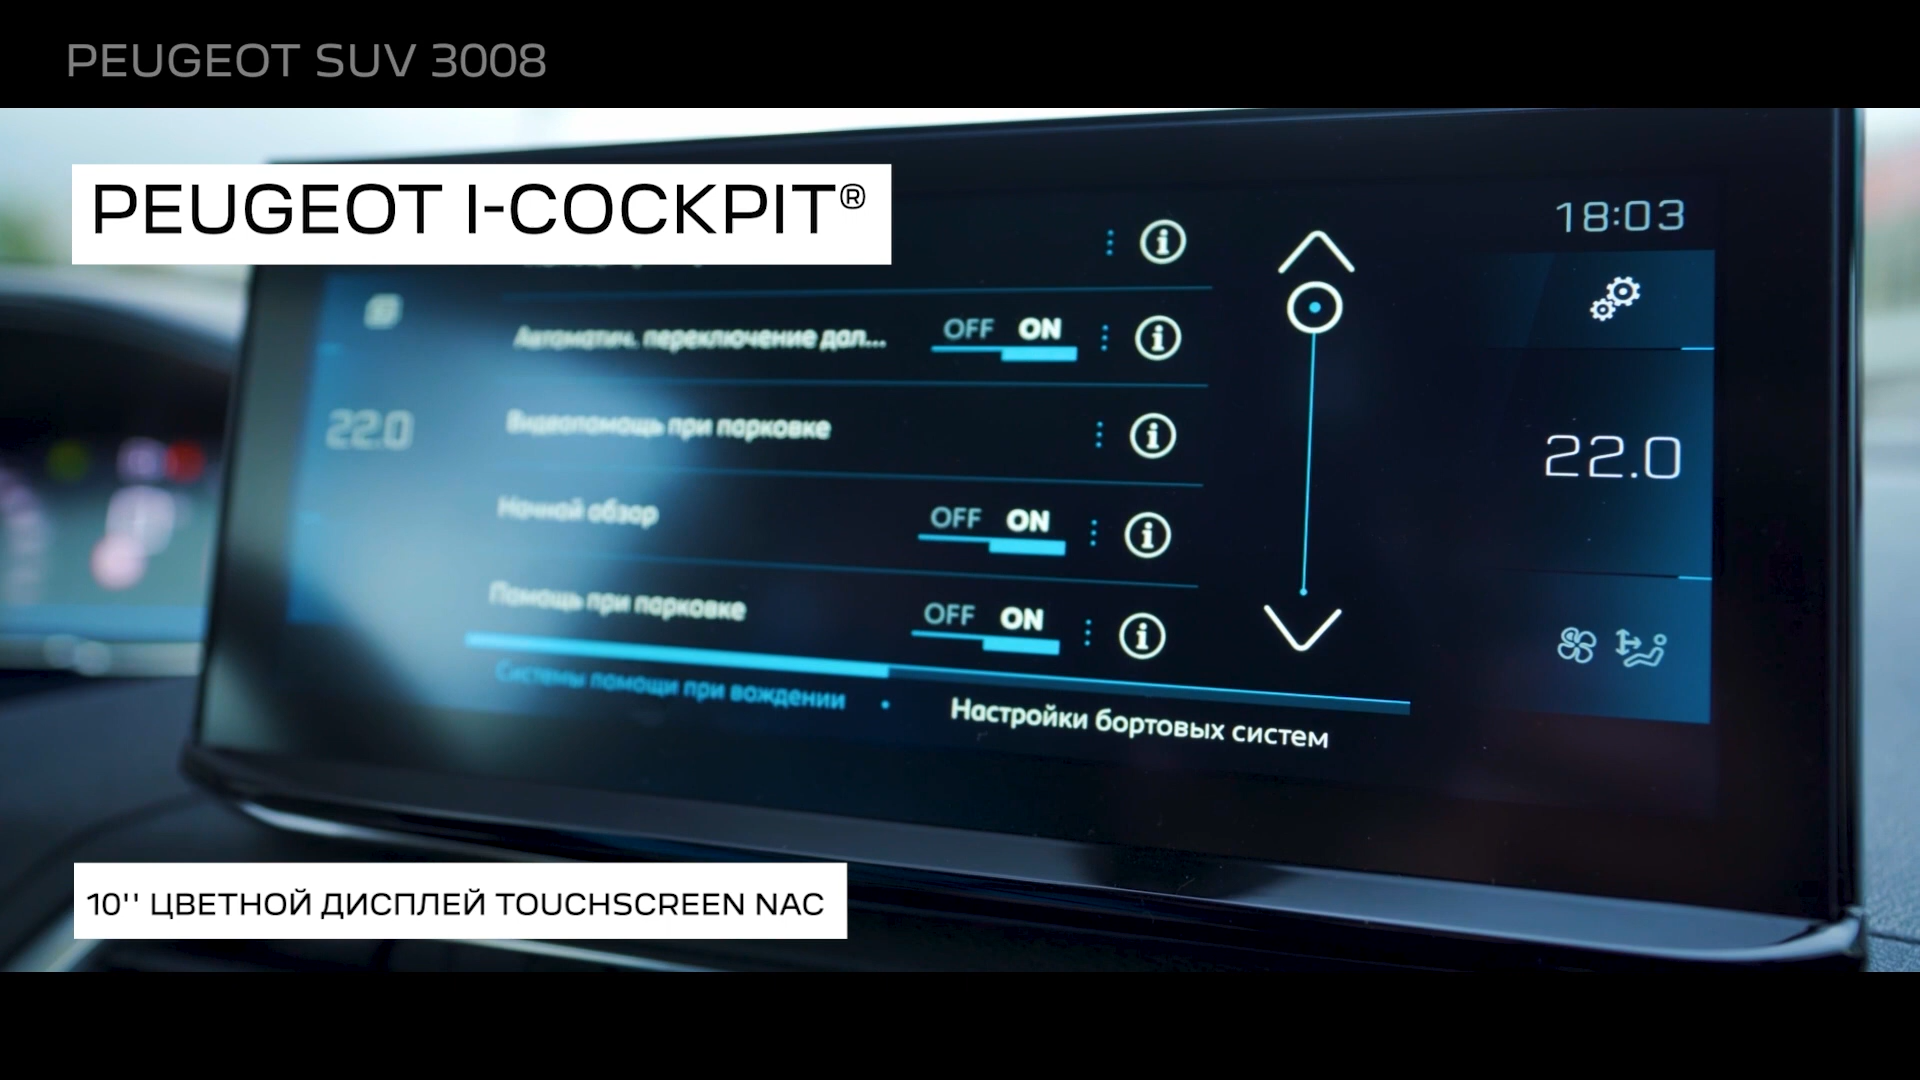 PEUGEOT SUV 3008
PEUGEOT I-COCKPIT®
18:03
Автоматич. переключение дал... OFF ON
22.0
Видеопомощь при парковке
22.0
Ночной обзор OFF ON
Помощь при парковке OFF ON
Системы помощи при вождении
Настройки бортовых систем
10'' ЦВЕТНОЙ ДИСПЛЕЙ TOUCHSCREEN NAC